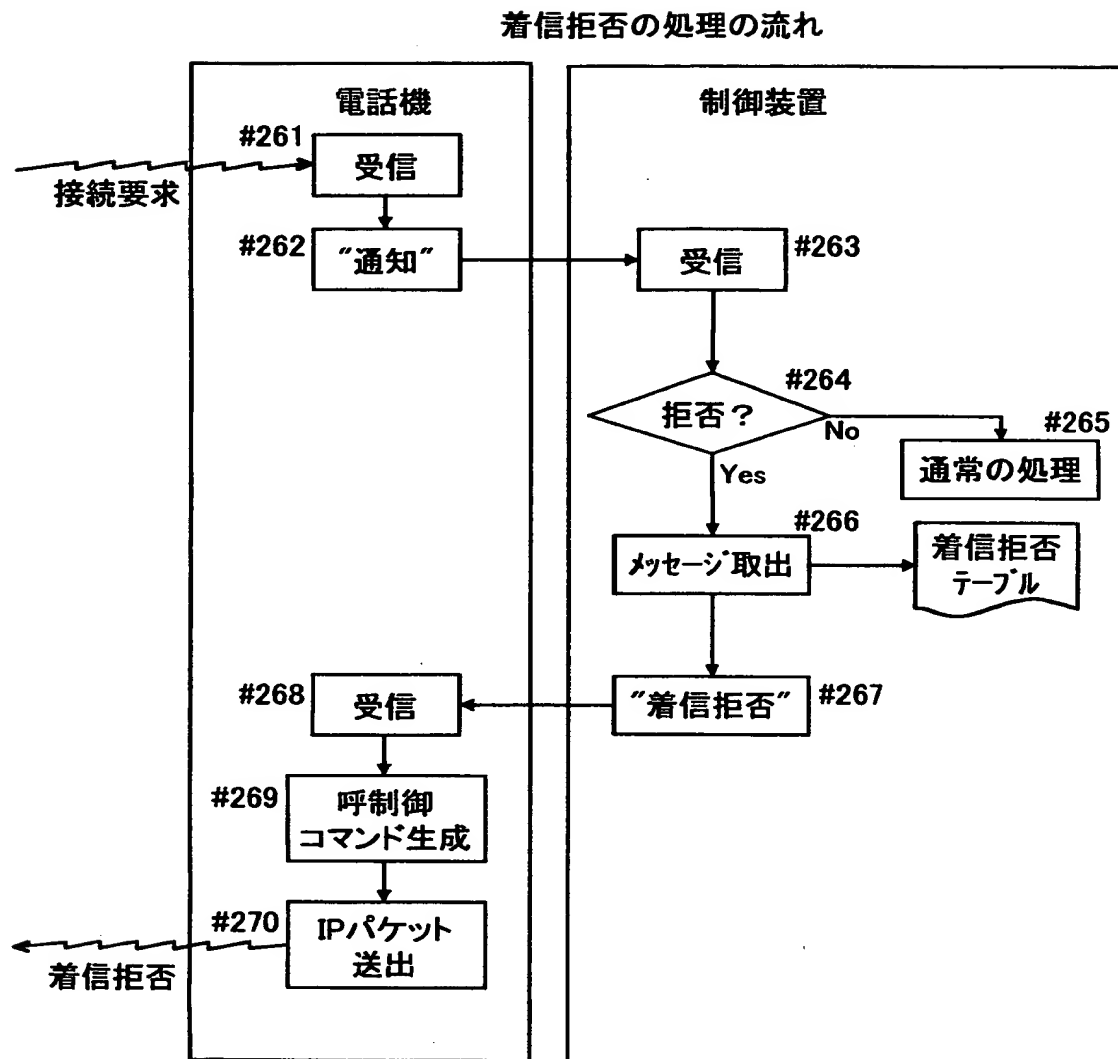 着信拒否の処理の流れ
電話機
制御装置
#261
受信
接続要求
#262
"通知"
受信
#263
#264
拒否？
No
#265
通常の処理
Yes
#266
メッセージ取出
着信拒否
テーブル
#268
受信
"着信拒否"
#267
#269
呼制御
コマンド生成
#270
IPパケット
送出
着信拒否